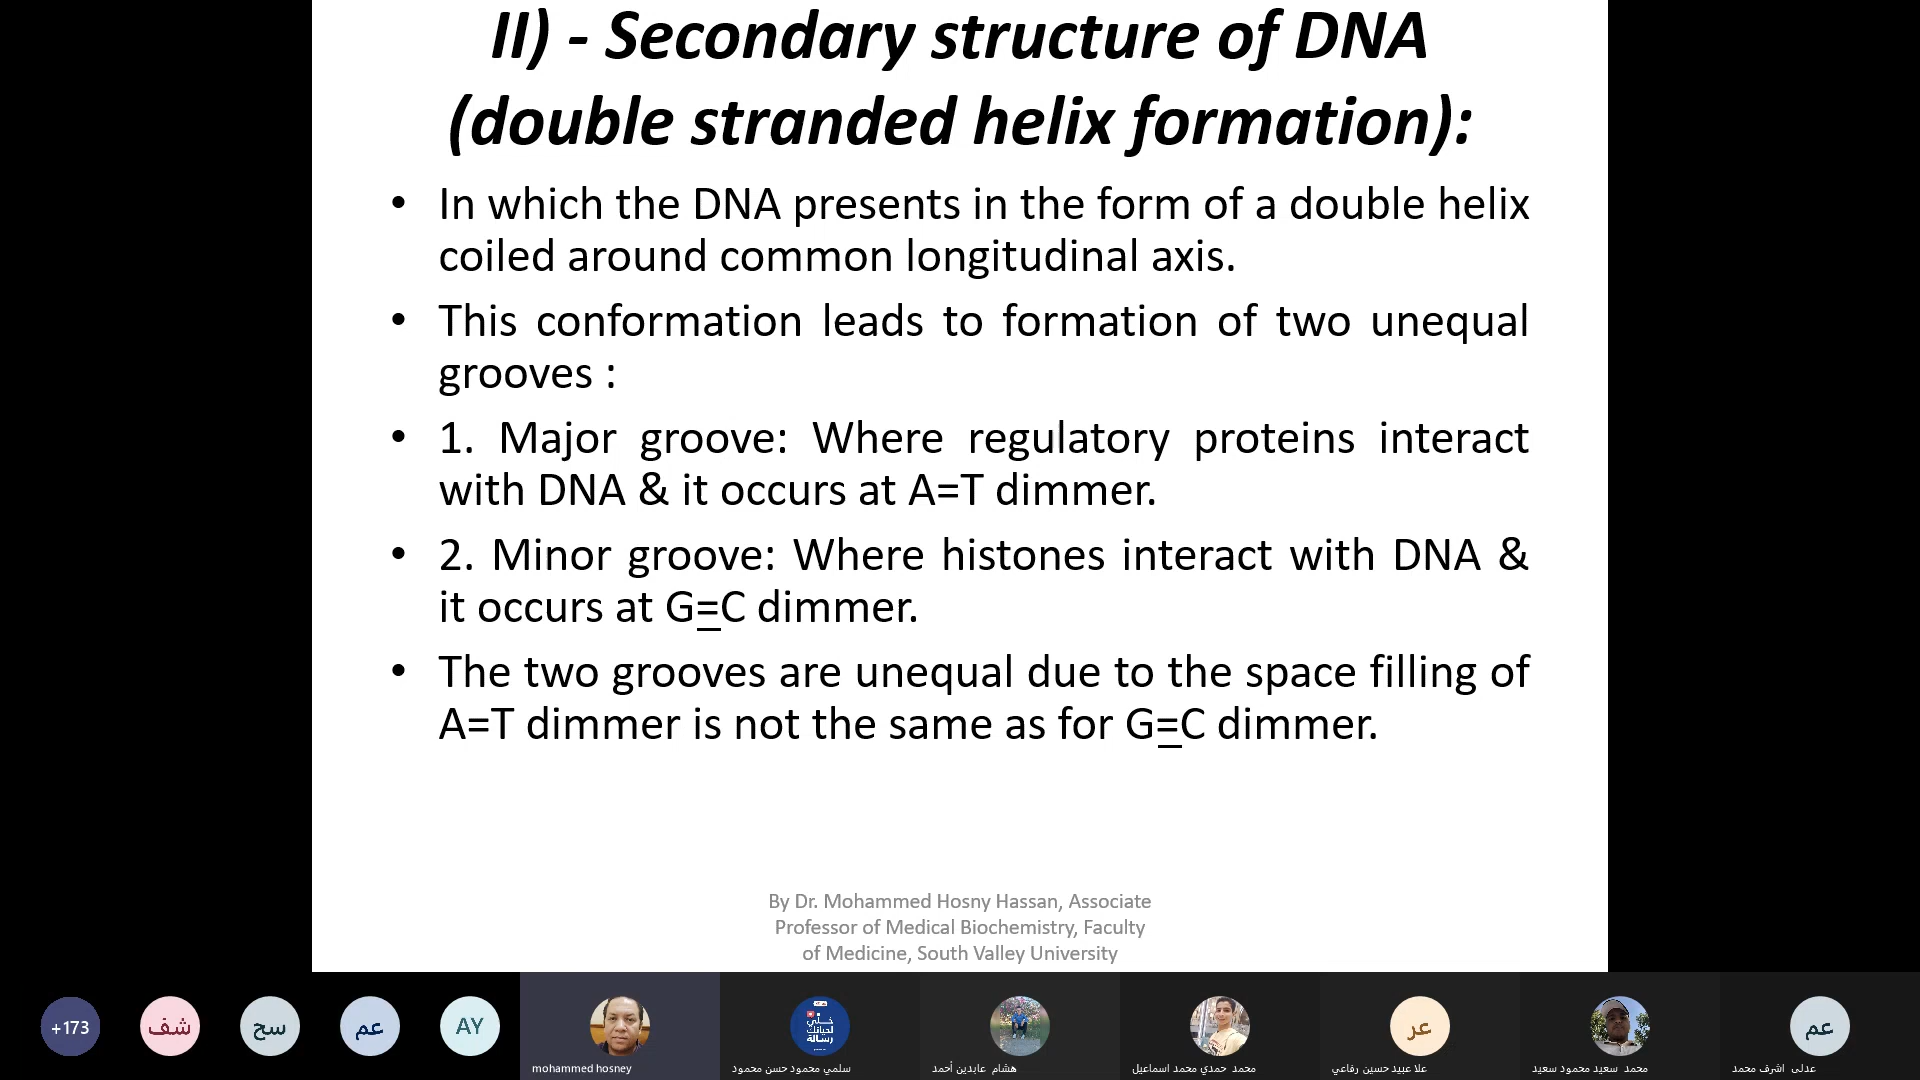 II) - Secondary structure of DNA
(double stranded helix formation):
• In which the DNA presents in the form of a double helix
coiled around common longitudinal axis.
• This conformation leads to formation of two unequal
grooves :
• 1. Major groove: Where regulatory proteins interact
with DNA & it occurs at A=T dimmer.
• 2. Minor groove: Where histones interact with DNA &
it occurs at G=C dimmer.
• The two grooves are unequal due to the space filling of
A=T dimmer is not the same as for G=C dimmer.
By Dr. Mohammed Hosny Hassan, Associate
Professor of Medical Biochemistry, Faculty
of Medicine, South Valley University
+173
شف
سح
عم
AY
mohammed hosney
خلي
لحياتك
رسالة
سلمي محمود حسن محمود
هشام عابدين أحمد
محمد حمدي محمد اسماعيل
عر
علا عبيد حسين رفاعي
محمد سعيد محمود سعيد
عم
عدلى اشرف محمد